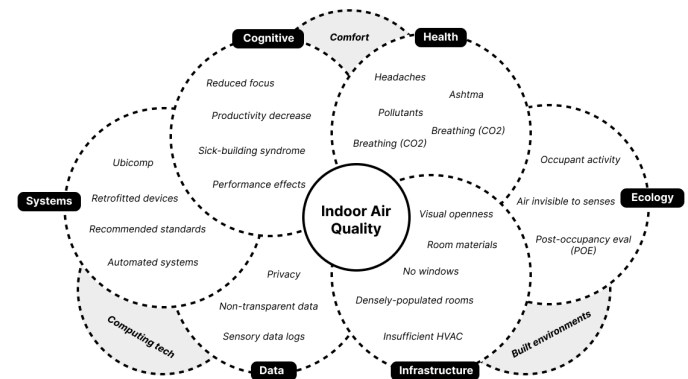 Cognitive
Comfort
Health
Reduced focus
Productivity decrease
Sick-building syndrome
Performance effects
Headaches
Ashtma
Pollutants
Breathing (CO2)
Breathing (CO2)
Systems
Ubicomp
Retrofitted devices
Recommended standards
Automated systems
Indoor Air
Quality
Ecology
Occupant activity
Air invisible to senses
Post-occupancy eval
(POE)
Visual openness
Room materials
No windows
Densely-populated rooms
Insufficient HVAC
Privacy
Non-transparent data
Sensory data logs
Computing tech
Built environments
Data
Infrastructure